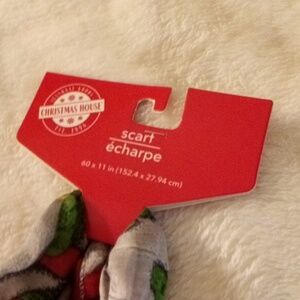 CHRISTMAS HOUSE
scarf
écharpe
60 x 11 in (152.4 x 27.94 cm)